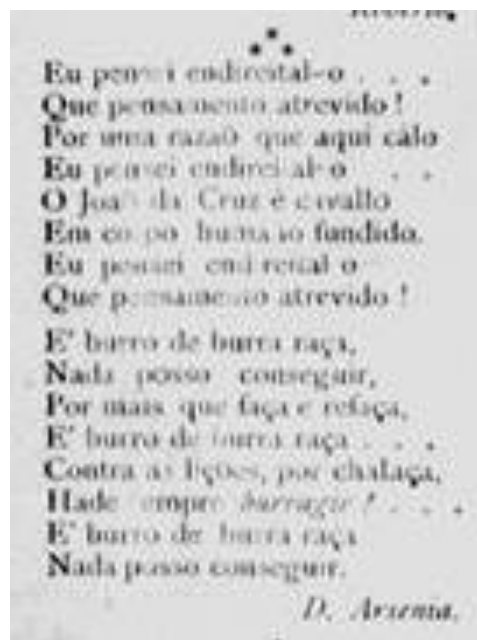 Eu pensei endireital-o . . .
Que pensamento atrevido !
Por uma razaõ que aqui càlo
Eu pensei endireital-o . .
O Joaõ da Cruz è cavallo
Em corpo humano fundido.
Eu pensei endireital o
Que pensamento atrevido !
E' burro de burra raça,
Nada posso conseguir,
Por mais que faça e refaça,
E' burro de burra raça . . .
Contra as lições, por chalaça,
Hade sempre burragir ! . . .
E' burro de burra raça
Nada posso conseguir.
D. Arsenia.